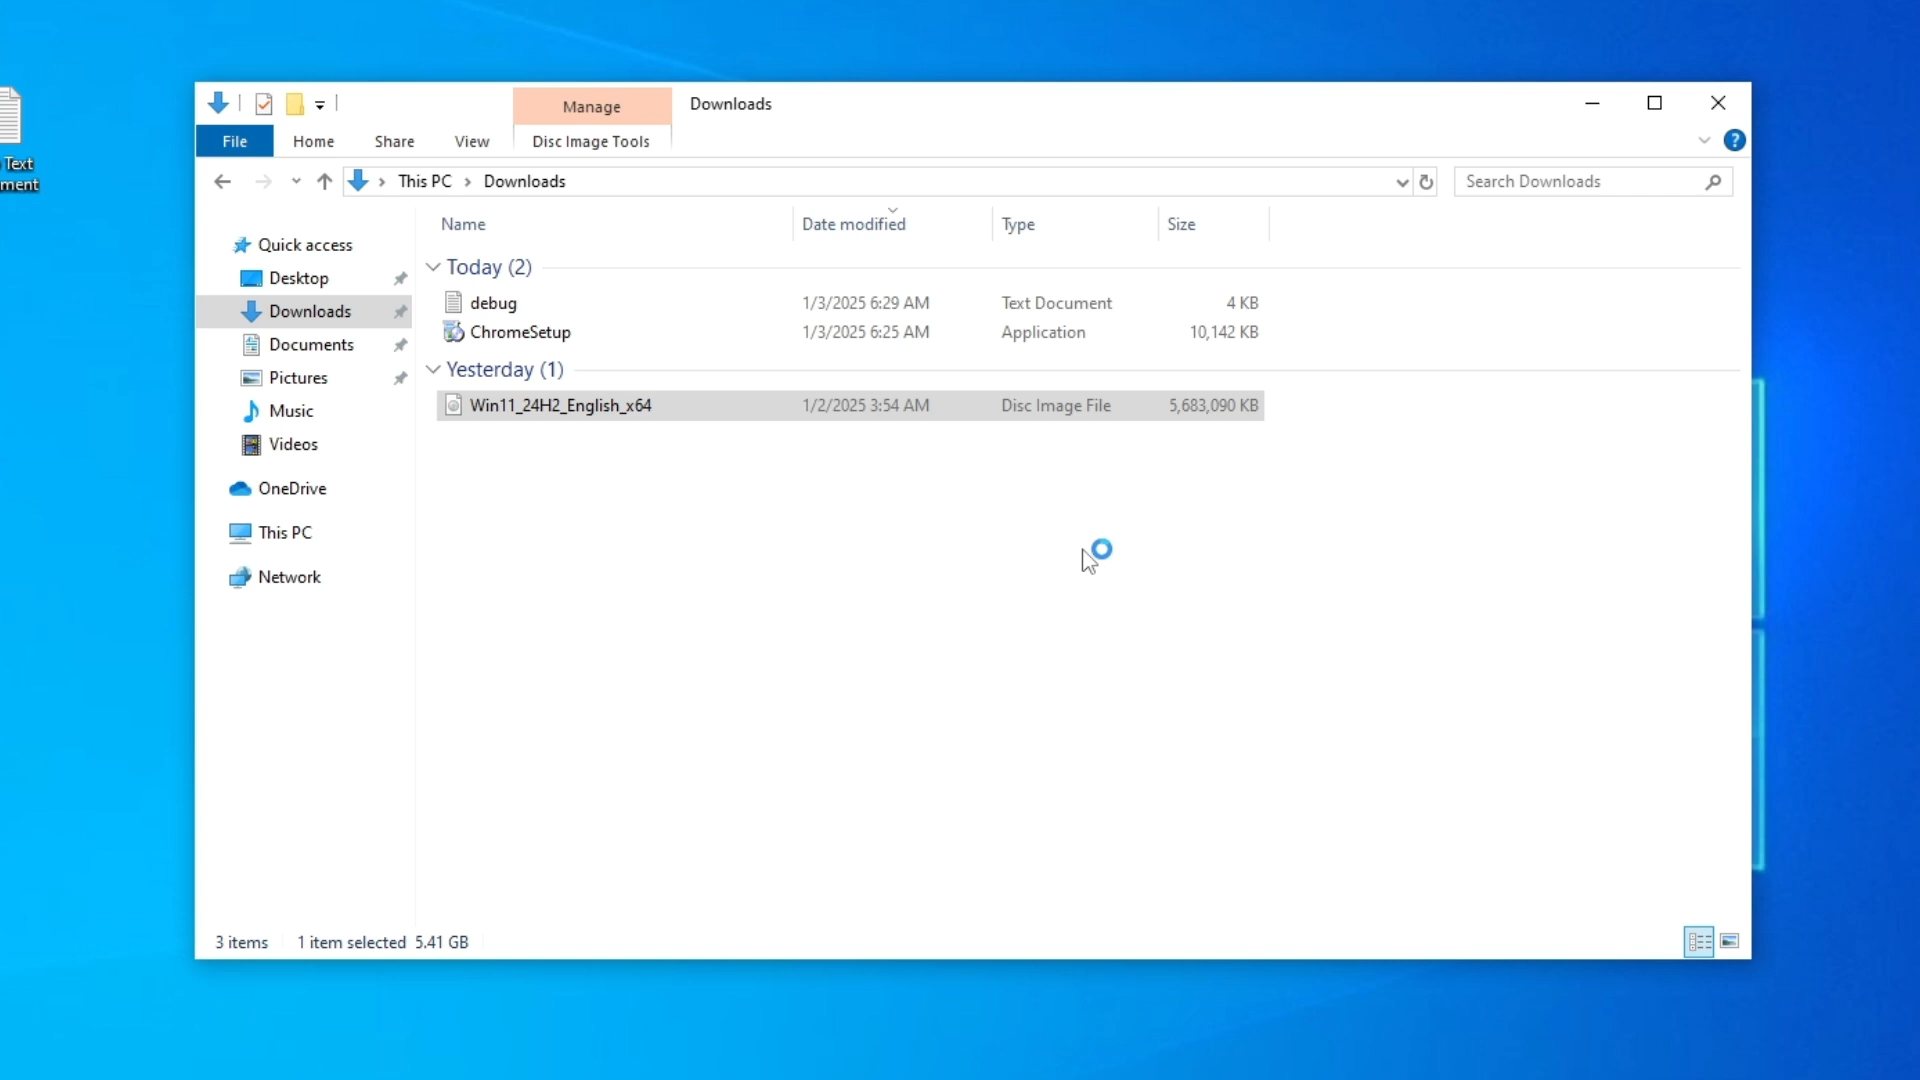 Text
ment
Manage
Downloads
File
Home
Share
View
Disc Image Tools
This PC
Downloads
Search Downloads
Name
Date modified
Type
Size
Quick access
Desktop
Downloads
Documents
Pictures
Music
Videos
OneDrive
This PC
Network
Today (2)
debug 1/3/2025 6:29 AM Text Document 4 KB
ChromeSetup 1/3/2025 6:25 AM Application 10,142 KB
Yesterday (1)
Win11_24H2_English_x64 1/2/2025 3:54 AM Disc Image File 5,683,090 KB
3 items 1 item selected 5.41 GB